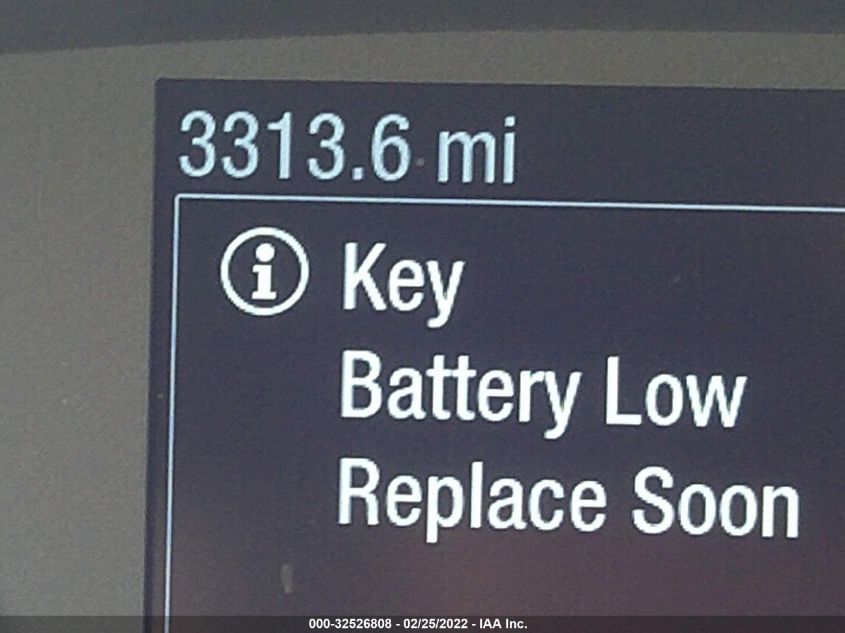 3313.6 mi
Key
Battery Low
Replace Soon
000-32526808 - 02/25/2022 - IAA Inc.